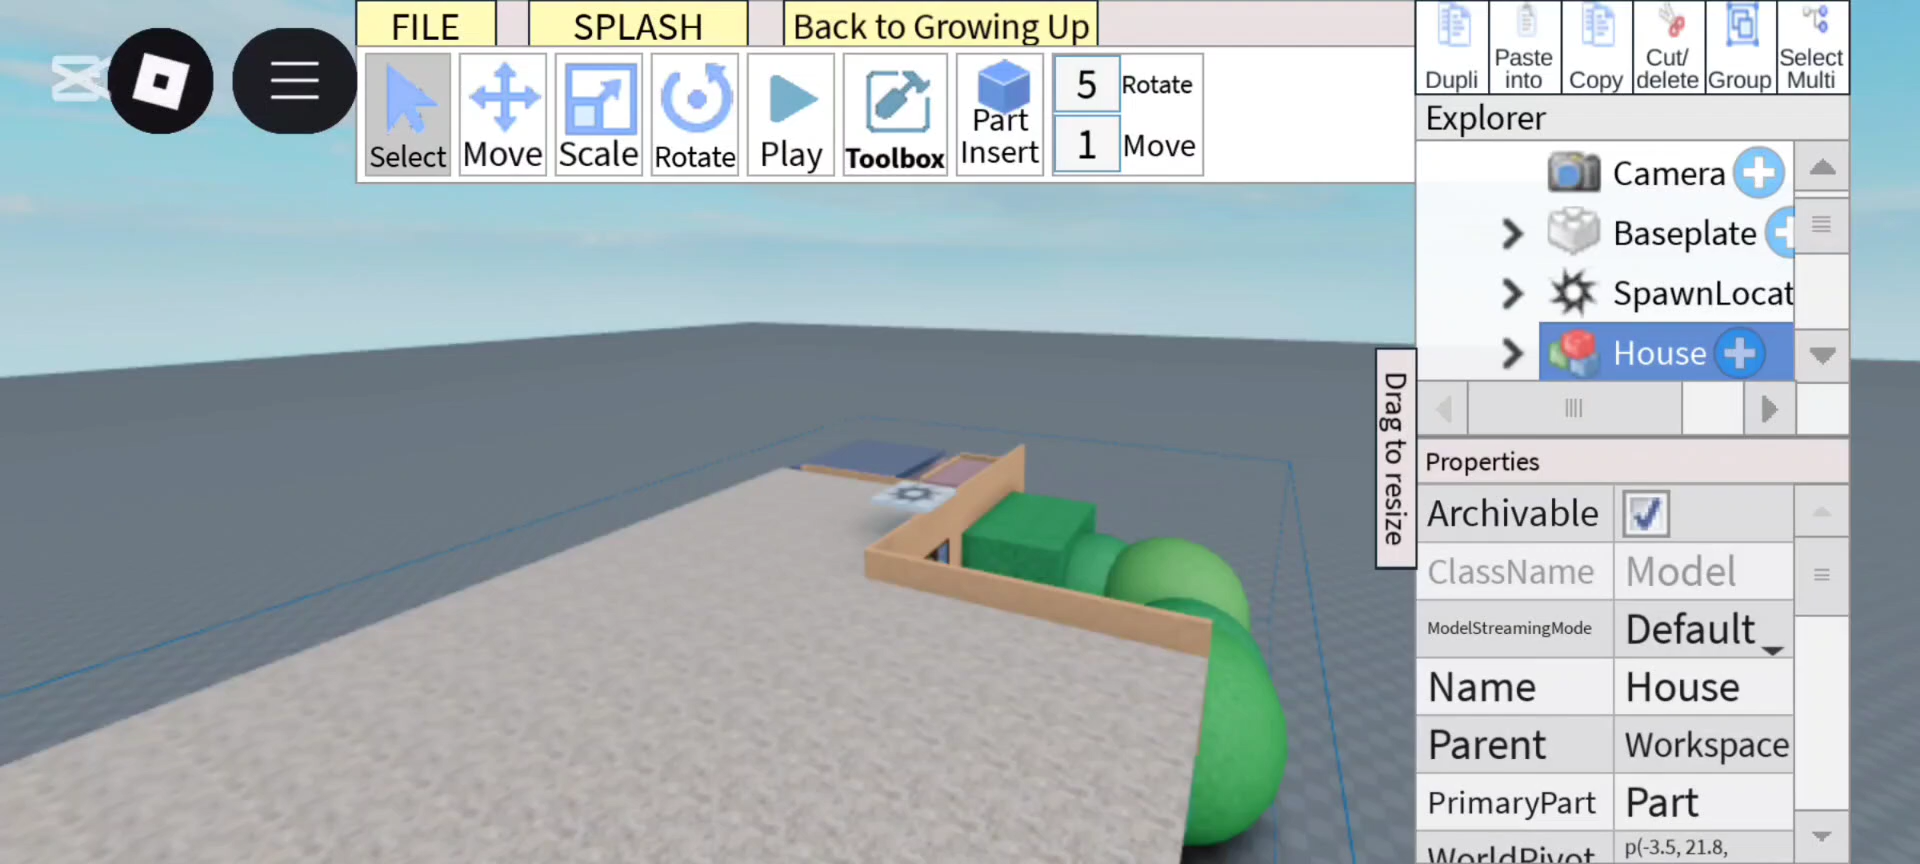 FILE
SPLASH
Back to Growing Up
Select
Move
Scale
Rotate
Play
Toolbox
Part
Insert
5 Rotate
1 Move
Dupli
Paste
into
Copy
Cut/
delete
Group
Select
Multi
Explorer
Camera
Baseplate
SpawnLocat
House
Drag to resize
Properties
Archivable
ClassName Model
ModelStreamingMode Default
Name House
Parent Workspace
PrimaryPart Part
WorldPivot p(-3.5, 21.8,